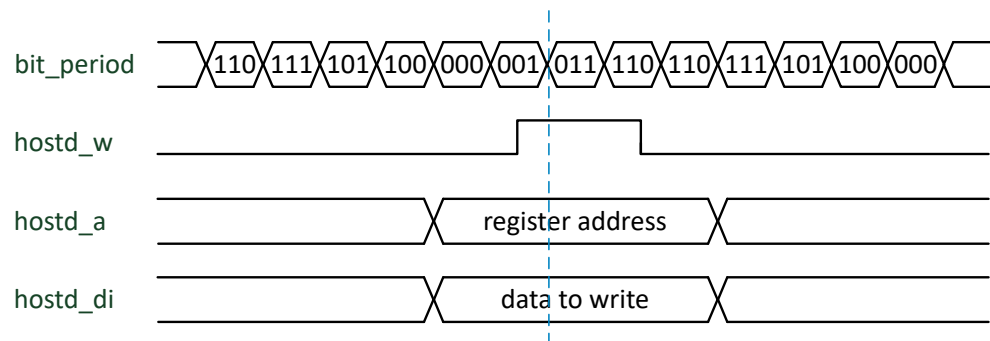 bit_period 110 111 101 100 000 001 011 110 110 111 101 100 000
hostd_w
hostd_a register address
hostd_di data to write